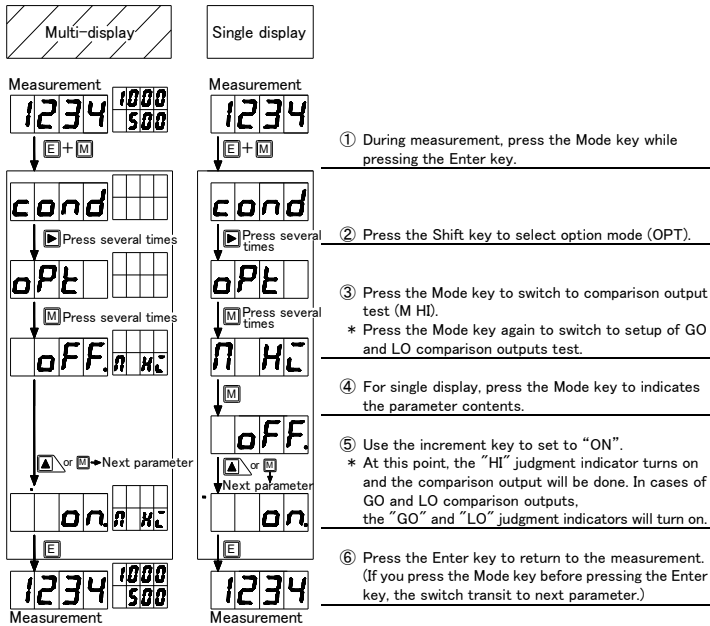 Multi-display
Single display
Measurement
1234
1000
500
E+M
cond
▶Press several times
oPt
M Press several times
oFF. M Hi
▲ or M→Next parameter
on. M Hi
E
1234
1000
500
Measurement
Measurement
1234
E+M
cond
▶Press several
times
oPt
M Press several
times
M Hi
M
oFF.
▲ or M
Next parameter
on.
E
1234
Measurement
① During measurement, press the Mode key while
pressing the Enter key.
② Press the Shift key to select option mode (OPT).
③ Press the Mode key to switch to comparison output
test (M HI).
* Press the Mode key again to switch to setup of GO
and LO comparison outputs test.
④ For single display, press the Mode key to indicates
the parameter contents.
⑤ Use the increment key to set to “ON”.
* At this point, the "HI" judgment indicator turns on
and the comparison output will be done. In cases of
GO and LO comparison outputs,
the "GO" and "LO" judgment indicators will turn on.
⑥ Press the Enter key to return to the measurement.
(If you press the Mode key before pressing the Enter
key, the switch transit to next parameter.)